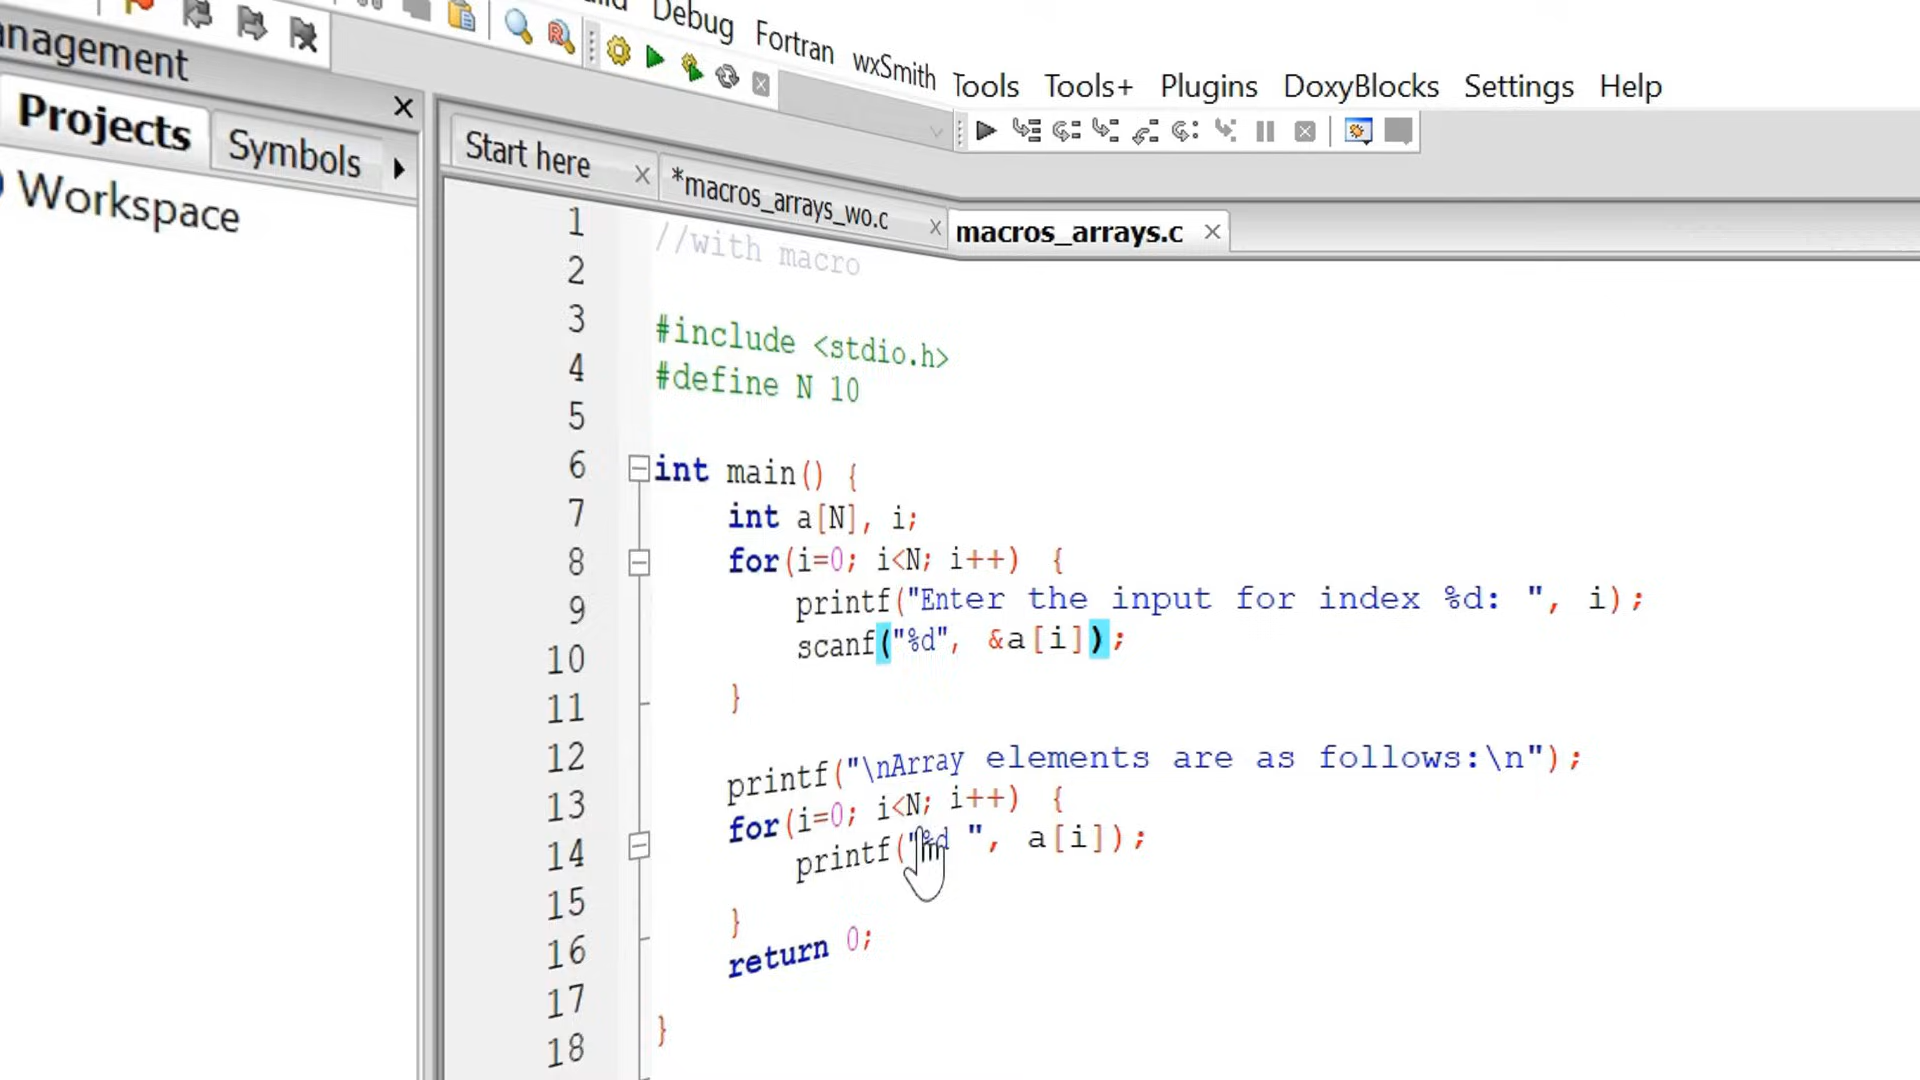 Debug Fortran wxSmith Tools Tools+ Plugins DoxyBlocks Settings Help
Projects
Symbols
Workspace
Start here
*macros_arrays_wo.c
macros_arrays.c
1 //with macro
2
3 #include <stdio.h>
4 #define N 10
5
6 int main() {
7 int a[N], i;
8 for(i=0; i<N; i++) {
9 printf("Enter the input for index %d: ", i);
10 scanf("%d", &a[i]);
11 }
12
13 printf("\nArray elements are as follows:\n");
14 for(i=0; i<N; i++) {
15 printf("%d ", a[i]);
16 }
17 return 0;
18 }